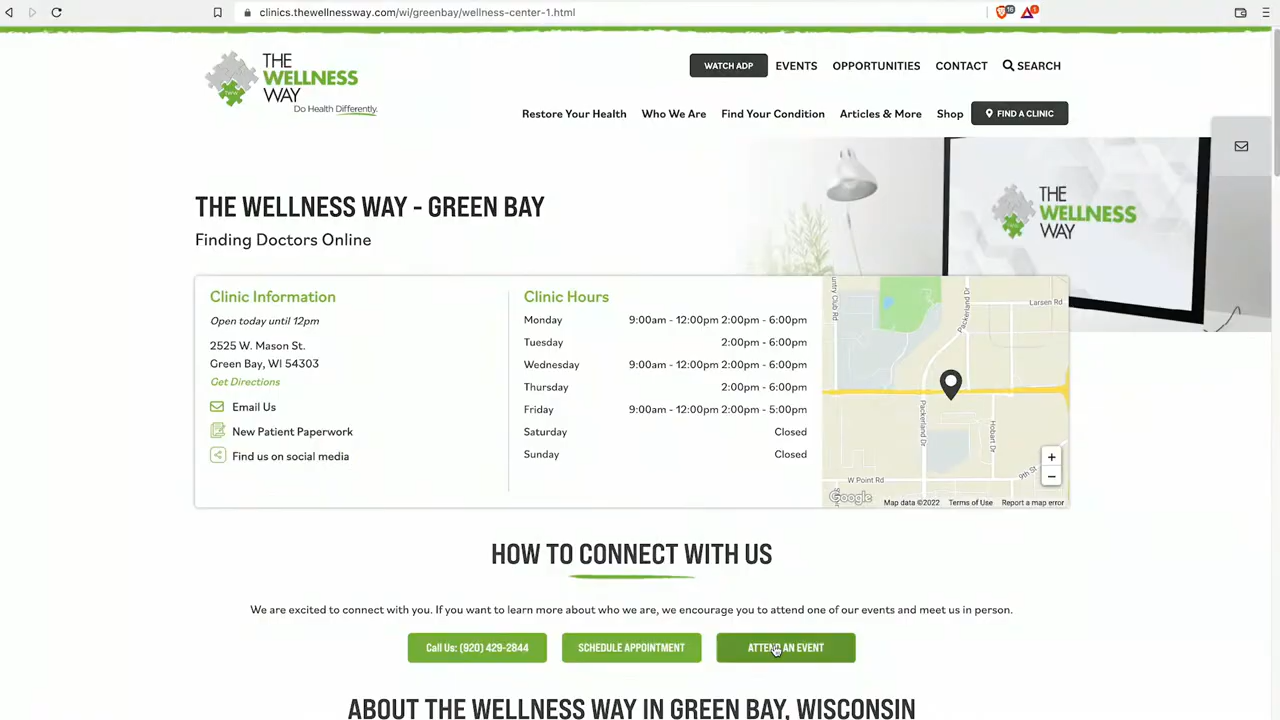 clinics.thewellnessway.com/wi/greenbay/wellness-center-1.html
THE
WELLNESS
WAY
Do Health Differently.
WATCH ADP
EVENTS
OPPORTUNITIES
CONTACT
SEARCH
Restore Your Health
Who We Are
Find Your Condition
Articles & More
Shop
FIND A CLINIC
THE
WELLNESS
WAY
THE WELLNESS WAY - GREEN BAY
Finding Doctors Online
Clinic Information
Open today until 12pm
2525 W. Mason St.
Green Bay, WI 54303
Get Directions
Email Us
New Patient Paperwork
Find us on social media
Clinic Hours
Monday 9:00am - 12:00pm 2:00pm - 6:00pm
Tuesday 2:00pm - 6:00pm
Wednesday 9:00am - 12:00pm 2:00pm - 6:00pm
Thursday 2:00pm - 6:00pm
Friday 9:00am - 12:00pm 2:00pm - 5:00pm
Saturday Closed
Sunday Closed
Larsen Rd
Packerland Dr
Packerland Dr
Hobart Dr
9th St
W Point Rd
+
−
Google
Map data ©2022
Terms of Use
Report a map error
HOW TO CONNECT WITH US
We are excited to connect with you. If you want to learn more about who we are, we encourage you to attend one of our events and meet us in person.
Call Us: (920) 429-2844
SCHEDULE APPOINTMENT
ATTEND AN EVENT
ABOUT THE WELLNESS WAY IN GREEN BAY, WISCONSIN